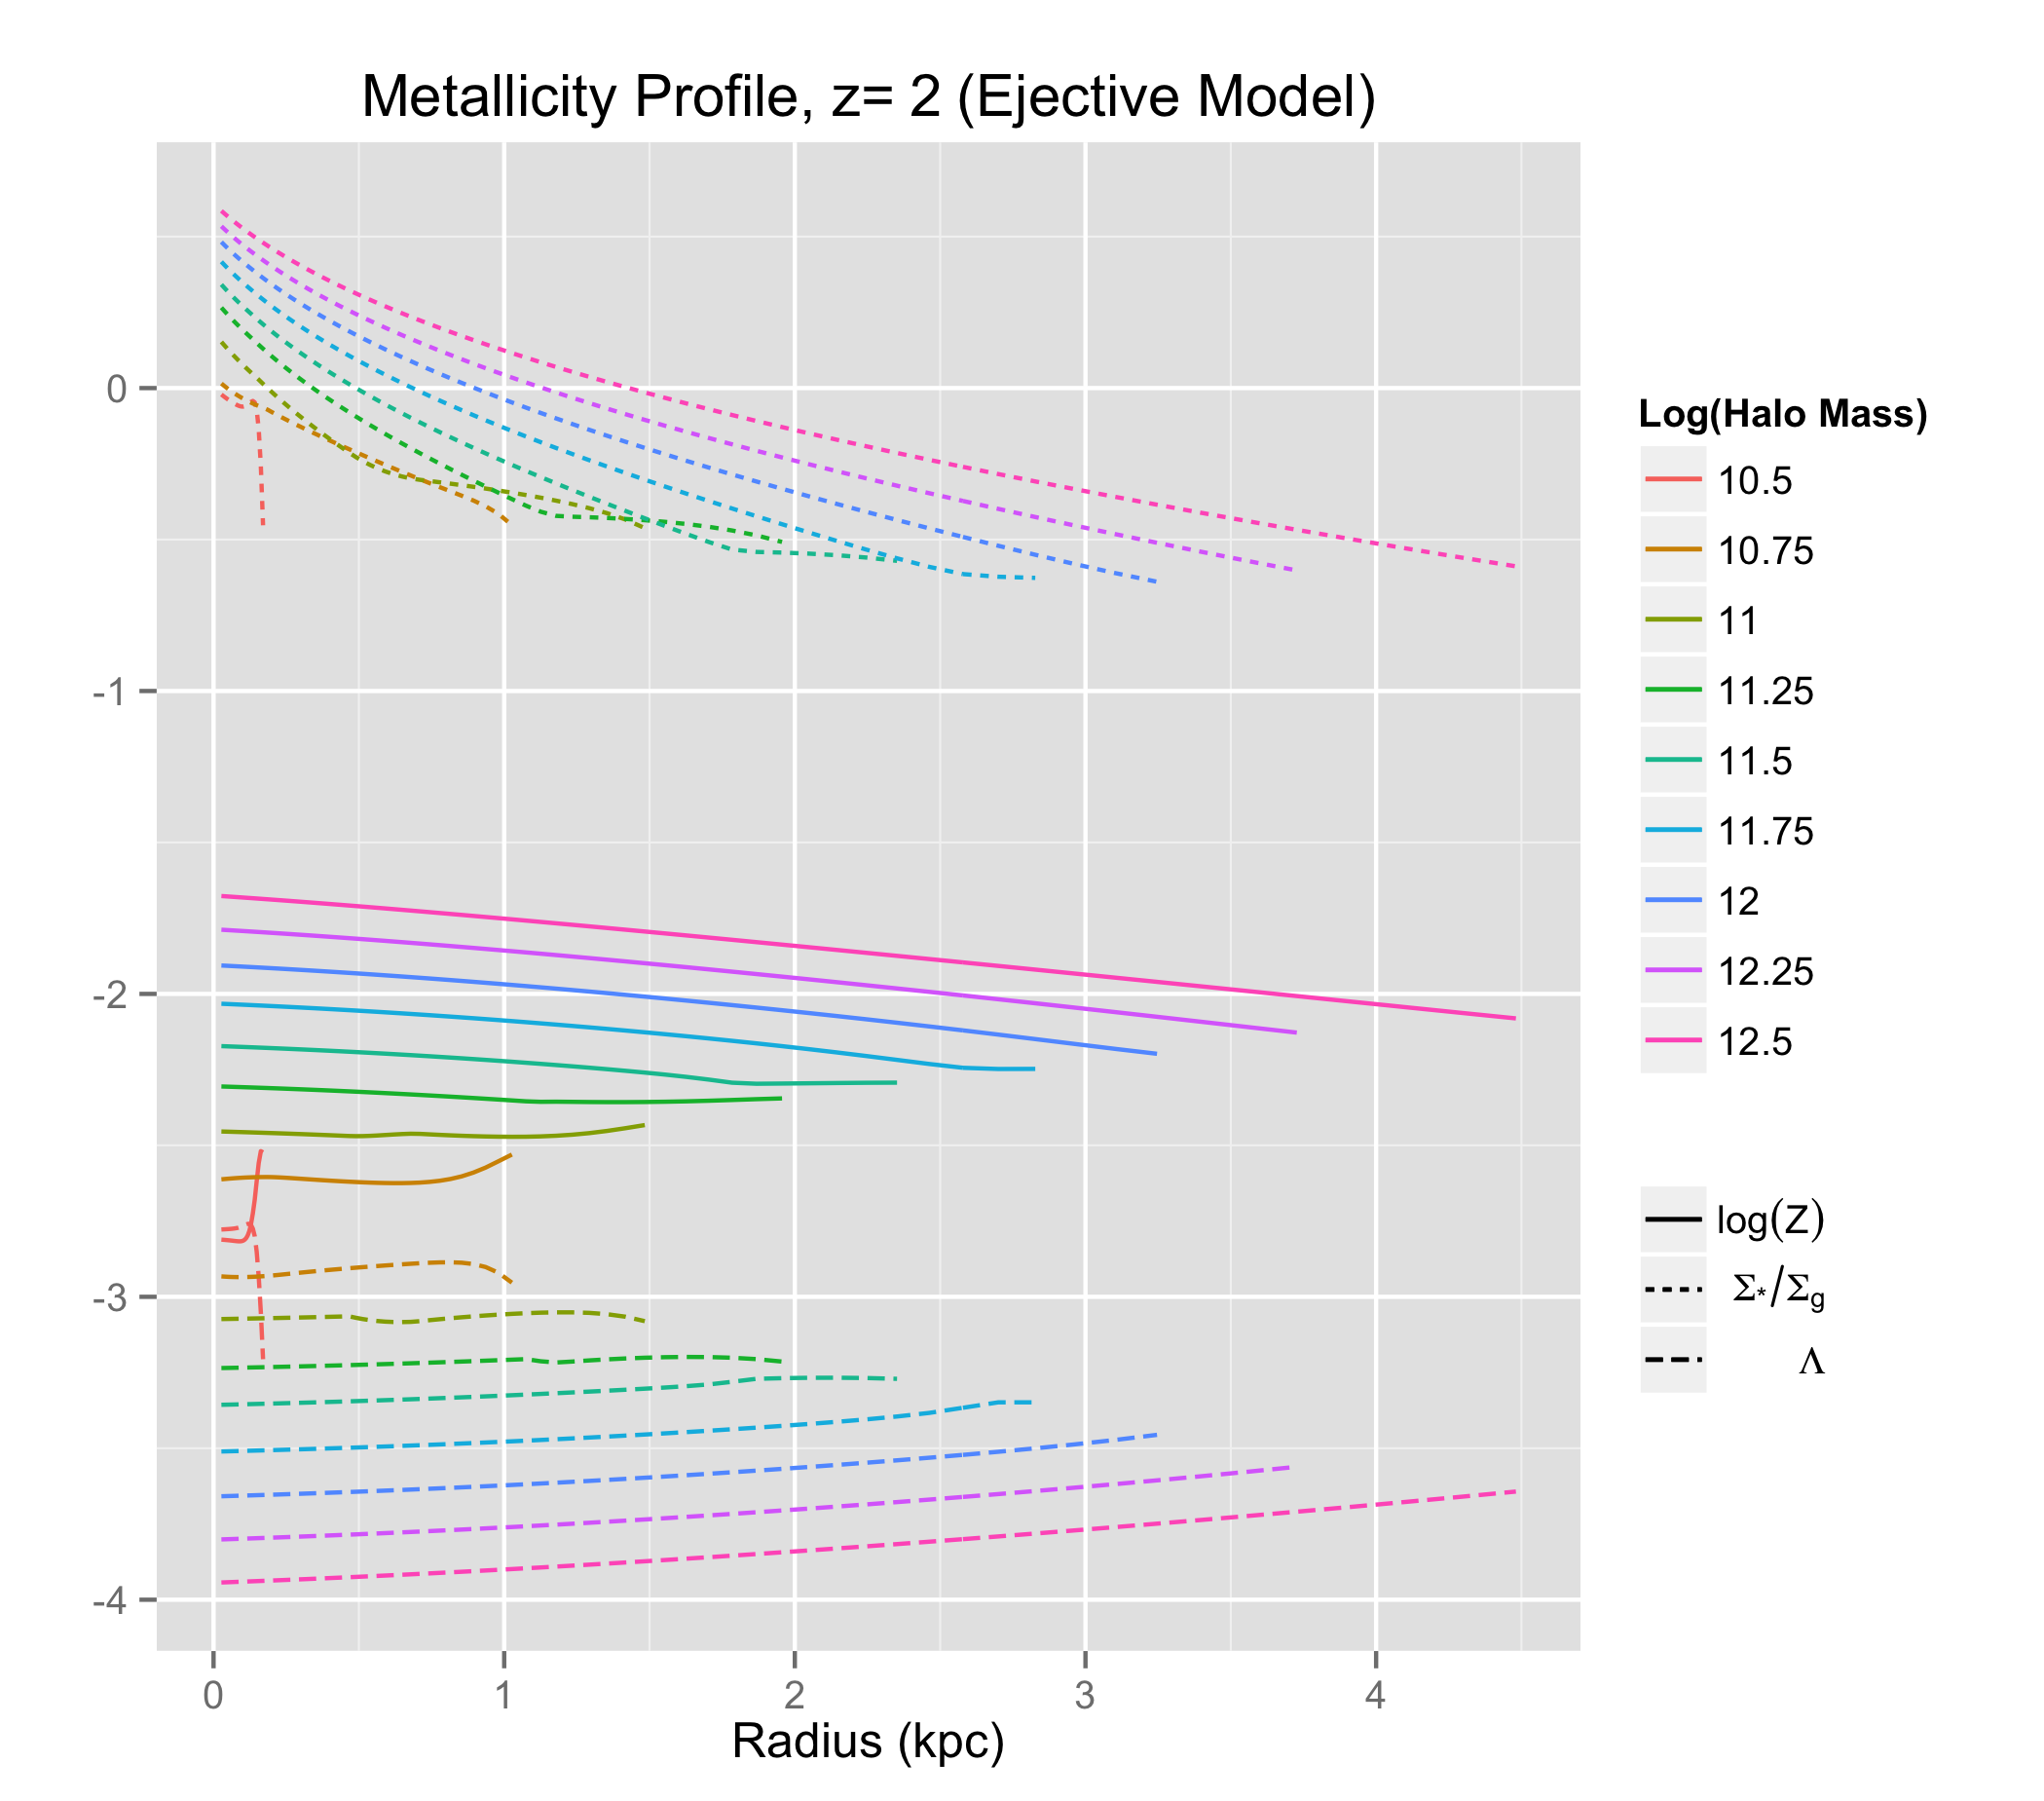 Metallicity Profile, z= 2 (Ejective Model)
0
-1
-2
-3
-4
0 1 2 3 4
Radius (kpc)
Log(Halo Mass)
10.5
10.75
11
11.25
11.5
11.75
12
12.25
12.5
log(Z)
Σ*/Σg
Λ